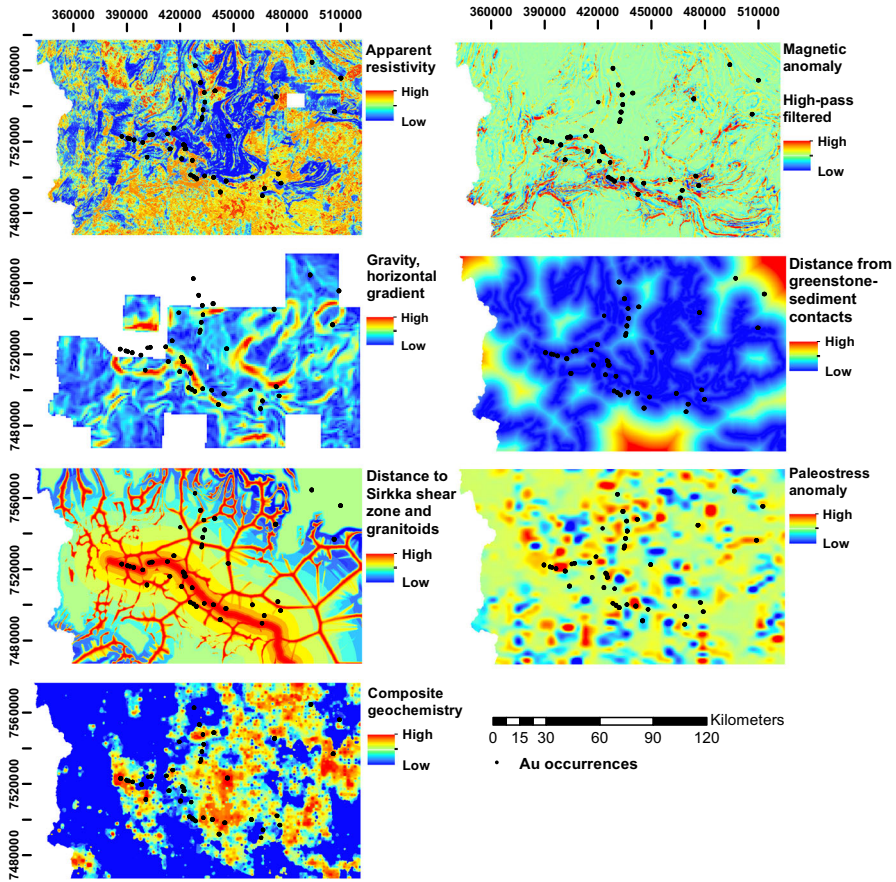 360000 390000 420000 450000 480000 510000
360000 390000 420000 450000 480000 510000
7560000
7520000
7480000
Apparent
resistivity
High
Low
Magnetic
anomaly
High-pass
filtered
High
Low
7560000
7520000
7480000
Gravity,
horizontal
gradient
High
Low
Distance from
greenstone-
sediment
contacts
High
Low
7560000
7520000
7480000
Distance to
Sirkka shear
zone and
granitoids
High
Low
Paleostress
anomaly
High
Low
7560000
7520000
7480000
Composite
geochemistry
High
Low
Kilometers
0 15 30 60 90 120
Au occurrences